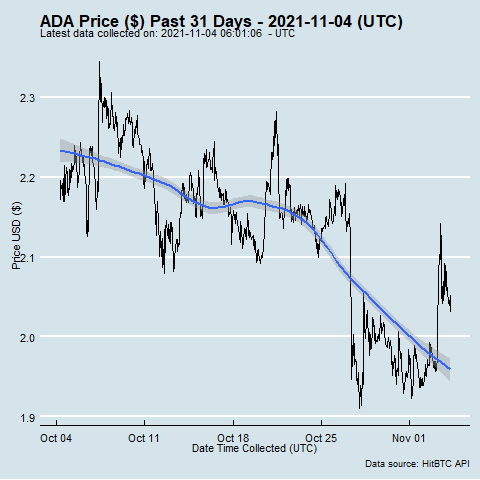 ADA Price ($) Past 31 Days - 2021-11-04 (UTC)
Latest data collected on: 2021-11-04 06:01:06 - UTC
Price USD ($)
2.3
2.2
2.1
2.0
1.9
Oct 04 Oct 11 Oct 18 Oct 25 Nov 01
Date Time Collected (UTC)
Data source: HitBTC API